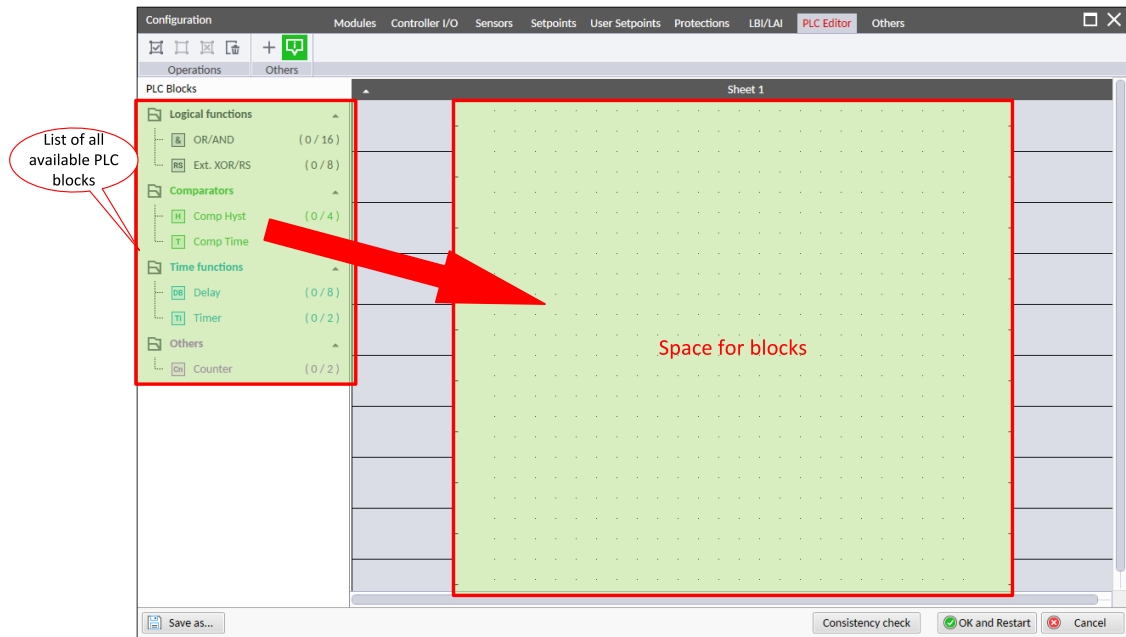 Configuration
Modules Controller I/O Sensors Setpoints User Setpoints Protections LBI/LAI PLC Editor Others
Operations Others
PLC Blocks
Sheet 1
Logical functions
& OR/AND ( 0 / 16 )
RS Ext. XOR/RS ( 0 / 8 )
Comparators
H Comp Hyst ( 0 / 4 )
T Comp Time
Time functions
DB Delay ( 0 / 8 )
TI Timer ( 0 / 2 )
Others
Cn Counter ( 0 / 2 )
List of all
available PLC
blocks
Space for blocks
Save as...
Consistency check OK and Restart Cancel